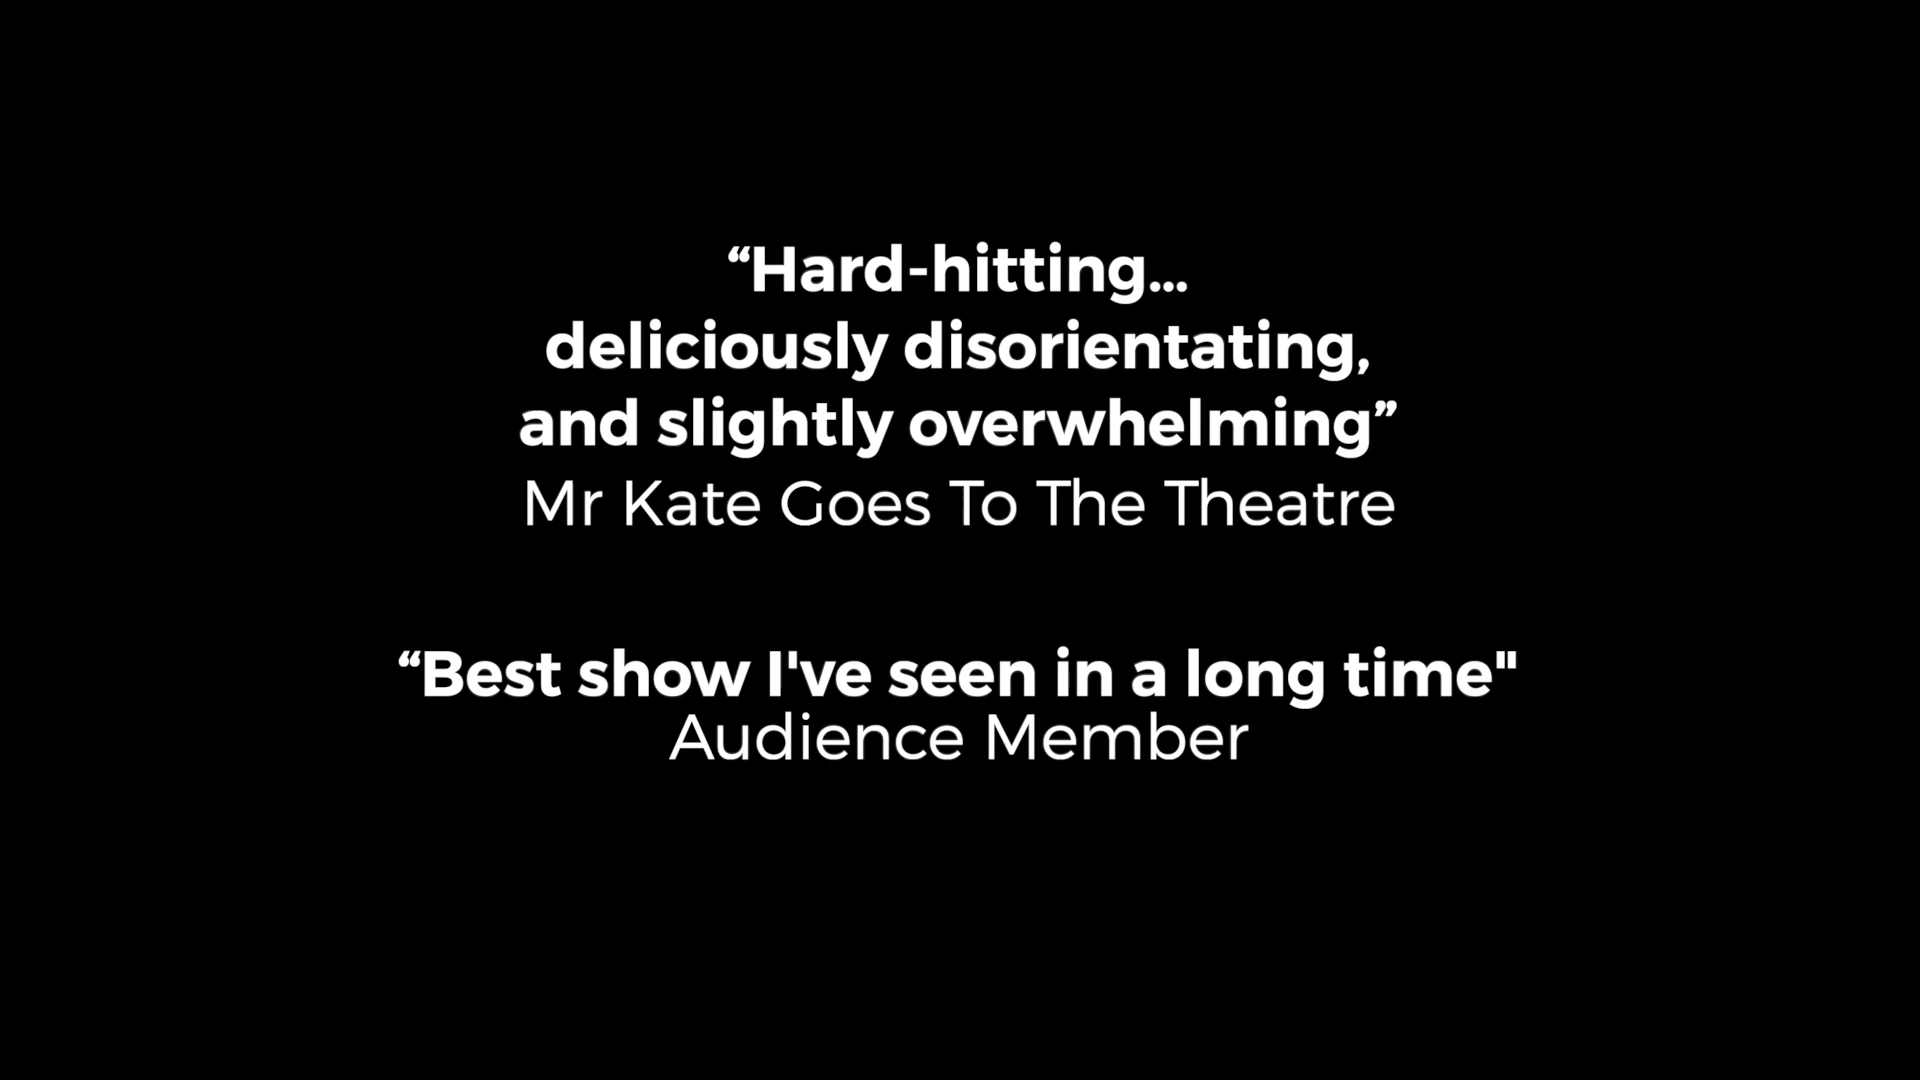 “Hard-hitting...
deliciously disorientating,
and slightly overwhelming”
Mr Kate Goes To The Theatre
“Best show I've seen in a long time"
Audience Member